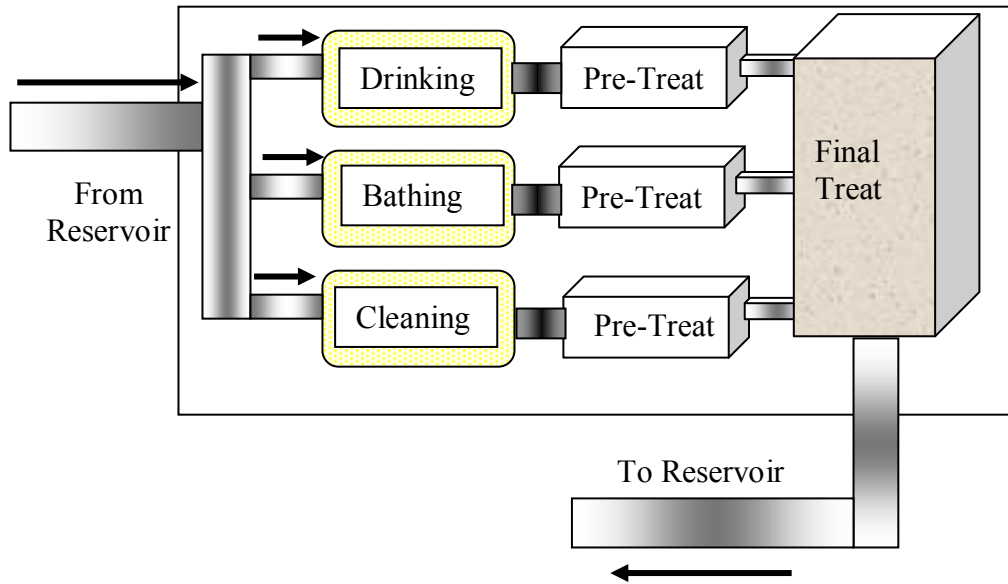 Drinking
Pre-Treat
Final
Treat
From
Reservoir
Bathing
Pre-Treat
Cleaning
Pre-Treat
To Reservoir